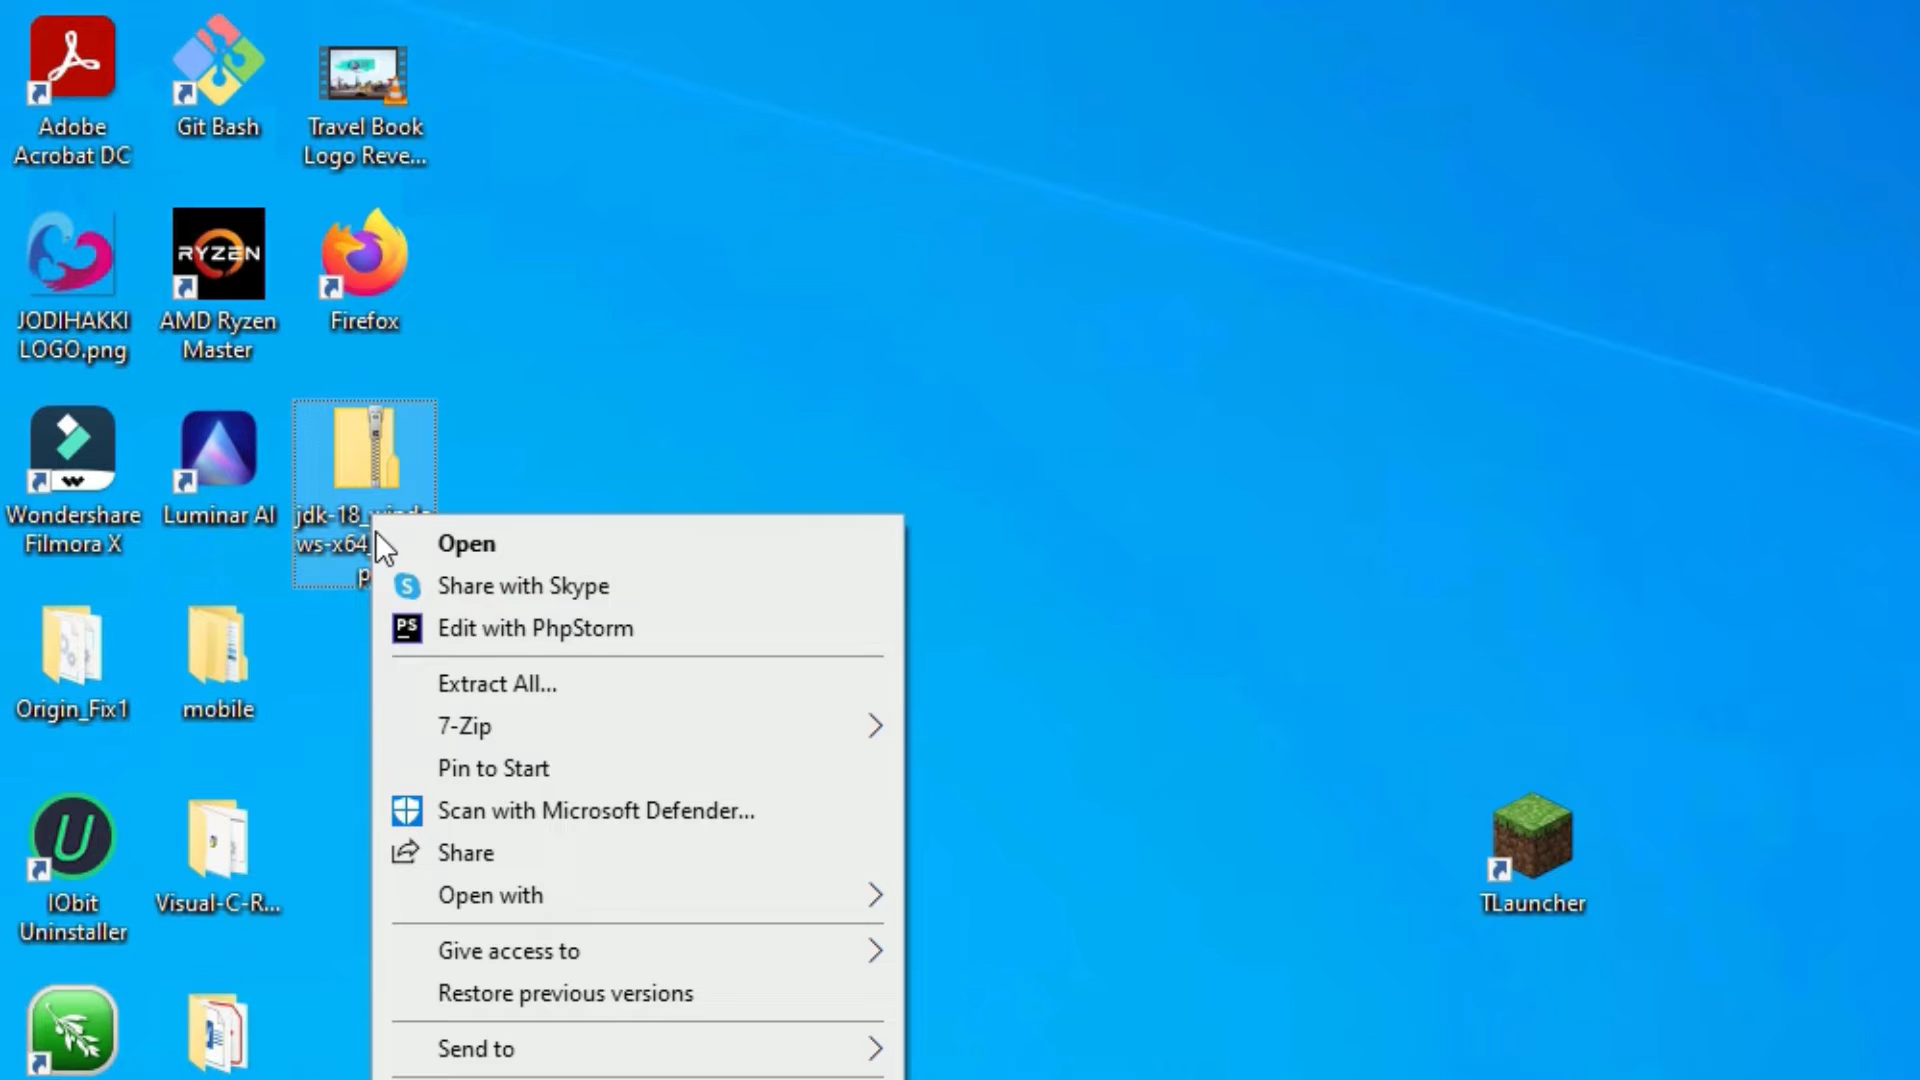 Adobe
Acrobat DC
Git Bash
Travel Book
Logo Reve...
JODIHAKKI
LOGO.png
RYZEN
AMD Ryzen
Master
Firefox
Wondershare
Filmora X
Luminar AI
jdk-18_windo
ws-x64_
p
Open
S
Share with Skype
PS
Edit with PhpStorm
Extract All...
7-Zip
Pin to Start
Scan with Microsoft Defender...
Share
Open with
Give access to
Restore previous versions
Send to
Origin_Fix1
mobile
U
IObit
Uninstaller
Visual-C-R...
TLauncher